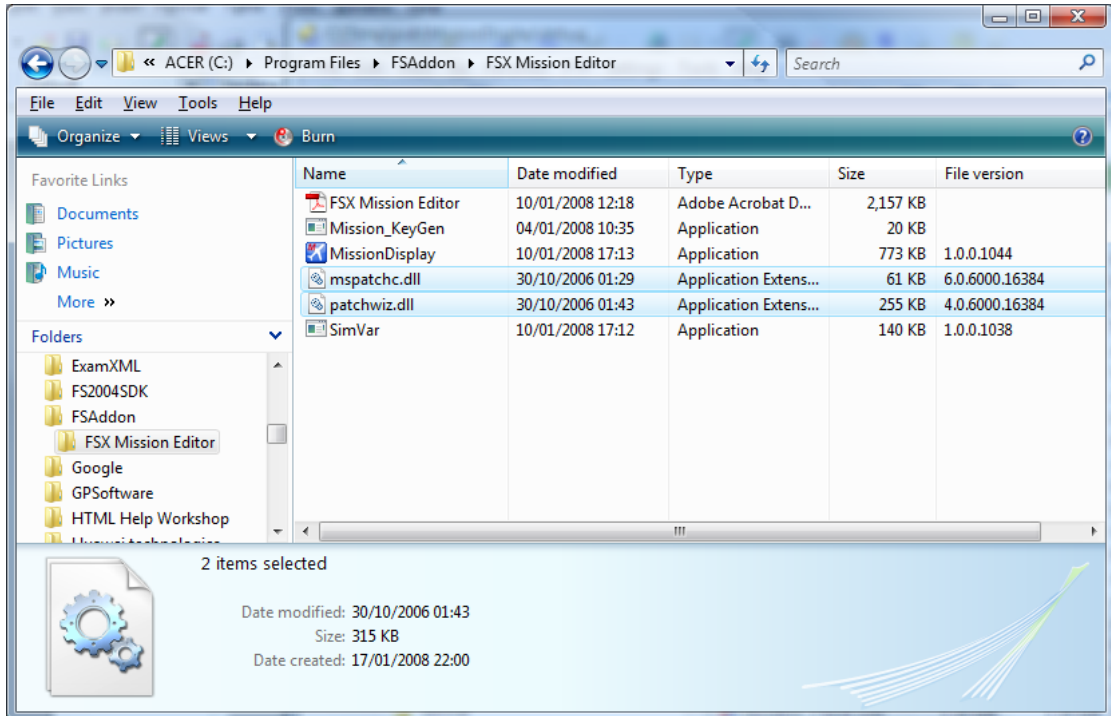 « ACER (C:) ▸ Program Files ▸ FSAddon ▸ FSX Mission Editor Search
File Edit View Tools Help
Organize Views Burn
Favorite Links
Documents
Pictures
Music
More »
Folders
ExamXML
FS2004SDK
FSAddon
FSX Mission Editor
Google
GPSoftware
HTML Help Workshop
Name Date modified Type Size File version
FSX Mission Editor 10/01/2008 12:18 Adobe Acrobat D... 2,157 KB
Mission_KeyGen 04/01/2008 10:35 Application 20 KB
MissionDisplay 10/01/2008 17:13 Application 773 KB 1.0.0.1044
mspatchc.dll 30/10/2006 01:29 Application Extens... 61 KB 6.0.6000.16384
patchwiz.dll 30/10/2006 01:43 Application Extens... 255 KB 4.0.6000.16384
SimVar 10/01/2008 17:12 Application 140 KB 1.0.0.1038
2 items selected
Date modified: 30/10/2006 01:43
Size: 315 KB
Date created: 17/01/2008 22:00